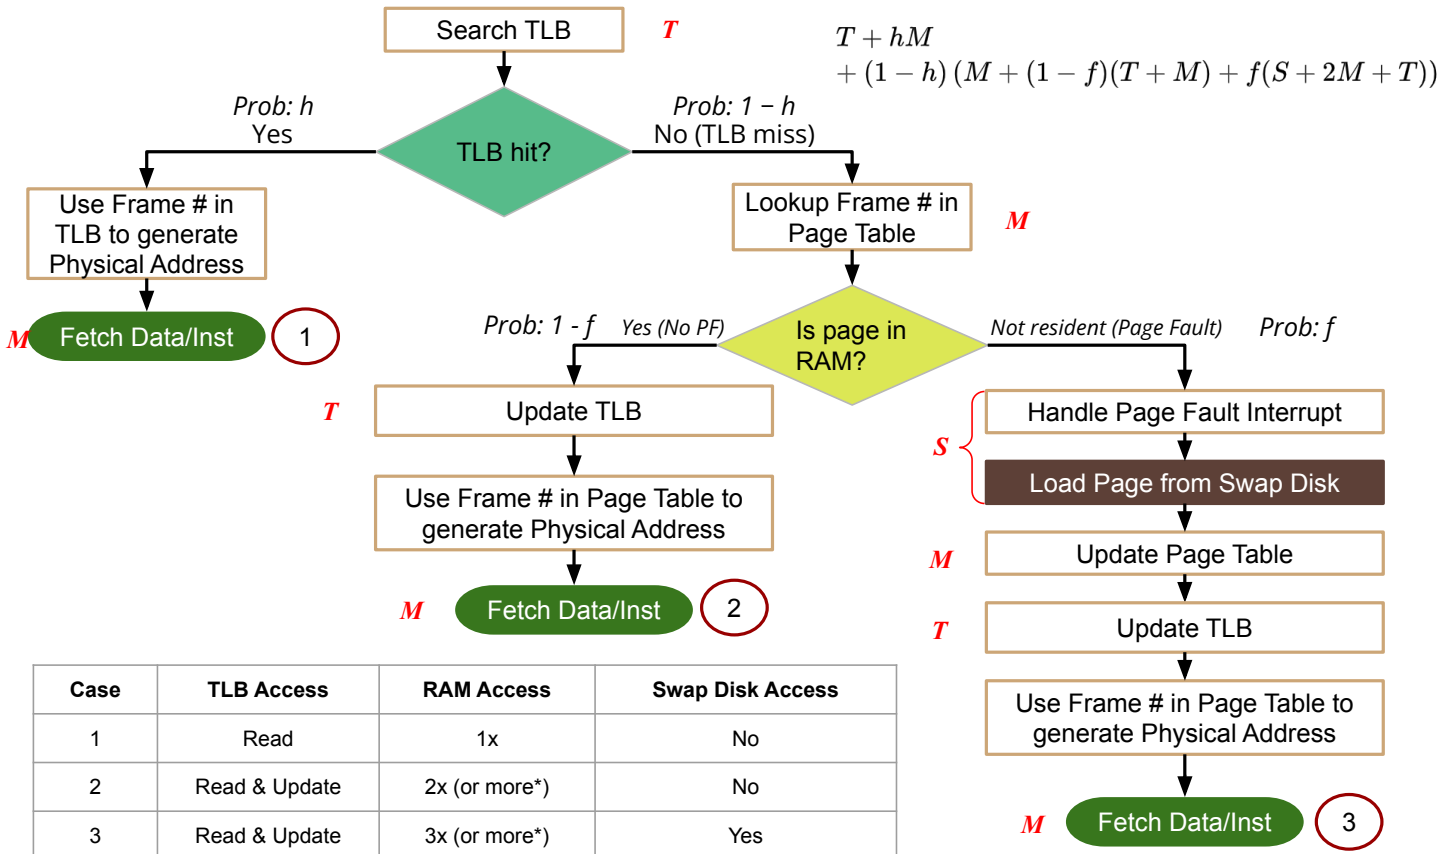 Search TLB
T
T + hM
+ (1 − h) (M + (1 − f)(T + M) + f(S + 2M + T))
Prob: h
Yes
Prob: 1 − h
No (TLB miss)
TLB hit?
Use Frame # in
TLB to generate
Physical Address
Lookup Frame # in
Page Table
M
M
Fetch Data/Inst
1
Prob: 1 - f
Yes (No PF)
Is page in
RAM?
Not resident (Page Fault)
Prob: f
T
Update TLB
Handle Page Fault Interrupt
S
Load Page from Swap Disk
Use Frame # in Page Table to
generate Physical Address
M
Update Page Table
M
Fetch Data/Inst
2
T
Update TLB
Use Frame # in Page Table to
generate Physical Address
M
Fetch Data/Inst
3
Case TLB Access RAM Access Swap Disk Access
1 Read 1x No
2 Read & Update 2x (or more*) No
3 Read & Update 3x (or more*) Yes